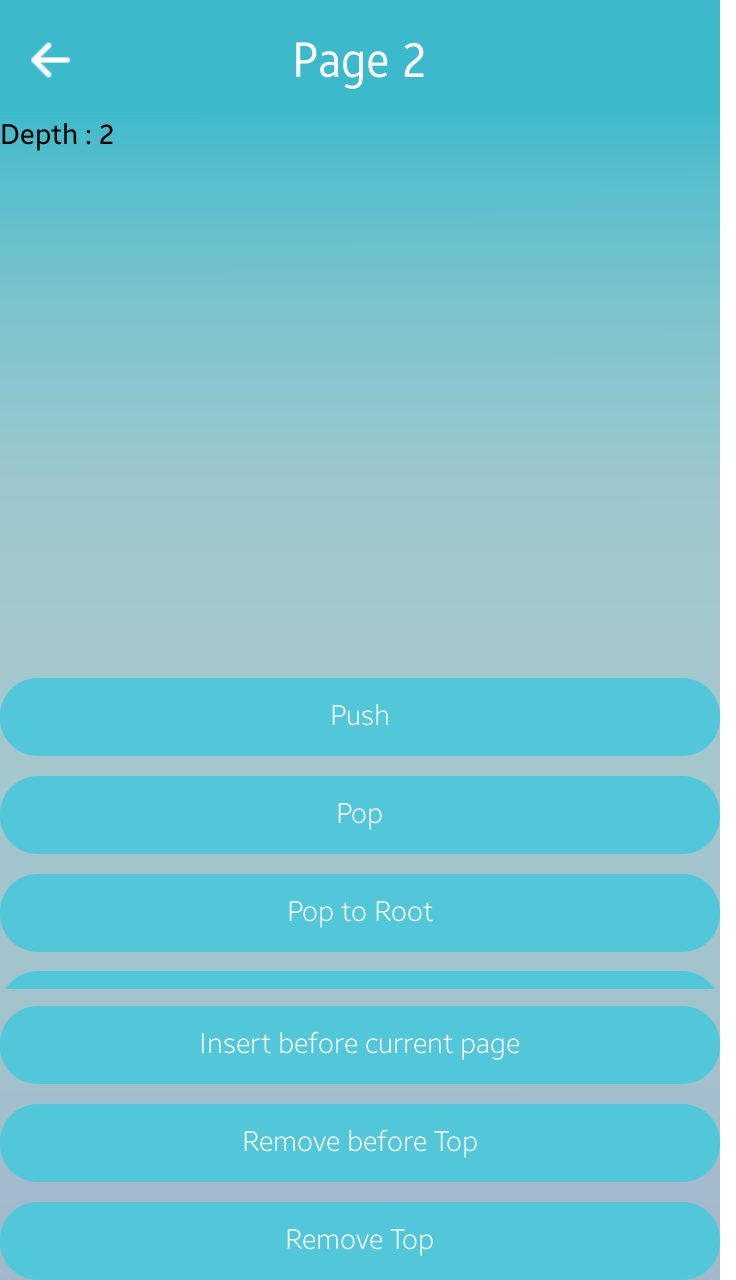 Page 2
Depth : 2
Push
Pop
Pop to Root
Insert before current page
Remove before Top
Remove Top